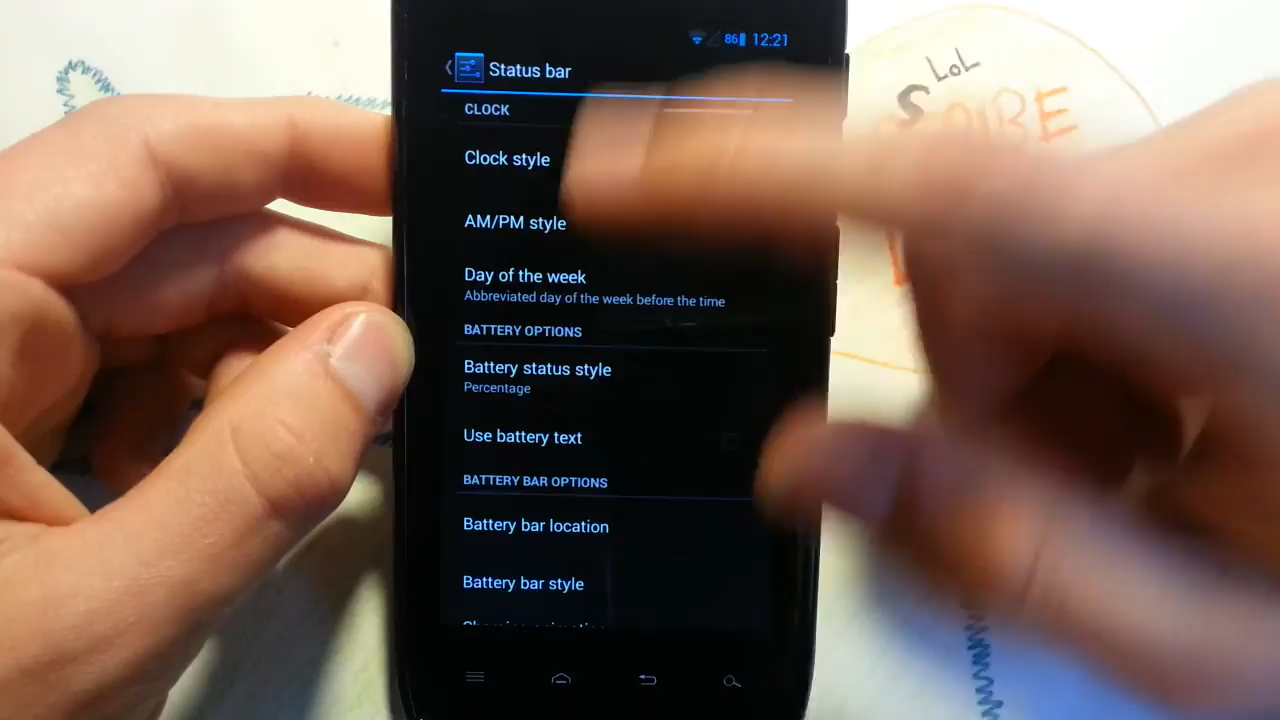 86 12:21
Status bar
CLOCK
Clock style
AM/PM style
Day of the week
Abbreviated day of the week before the time
BATTERY OPTIONS
Battery status style
Percentage
Use battery text
BATTERY BAR OPTIONS
Battery bar location
Battery bar style
LoL